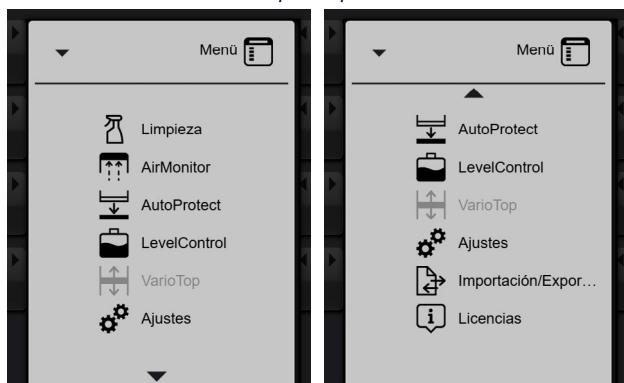 Menü
Limpieza
AirMonitor
AutoProtect
LevelControl
VarioTop
Ajustes
Menü
AutoProtect
LevelControl
VarioTop
Ajustes
Importación/Expor...
Licencias